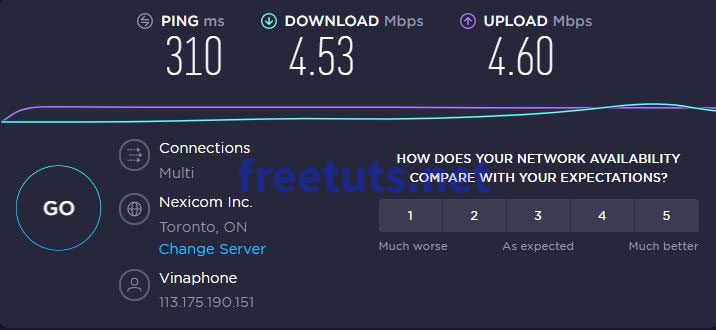 PING ms
310
DOWNLOAD Mbps
4.53
UPLOAD Mbps
4.60
GO
Connections
Multi
Nexicom Inc.
Toronto, ON
Change Server
Vinaphone
113.175.190.151
freetuts.net
HOW DOES YOUR NETWORK AVAILABILITY
COMPARE WITH YOUR EXPECTATIONS?
1 2 3 4 5
Much worse As expected Much better